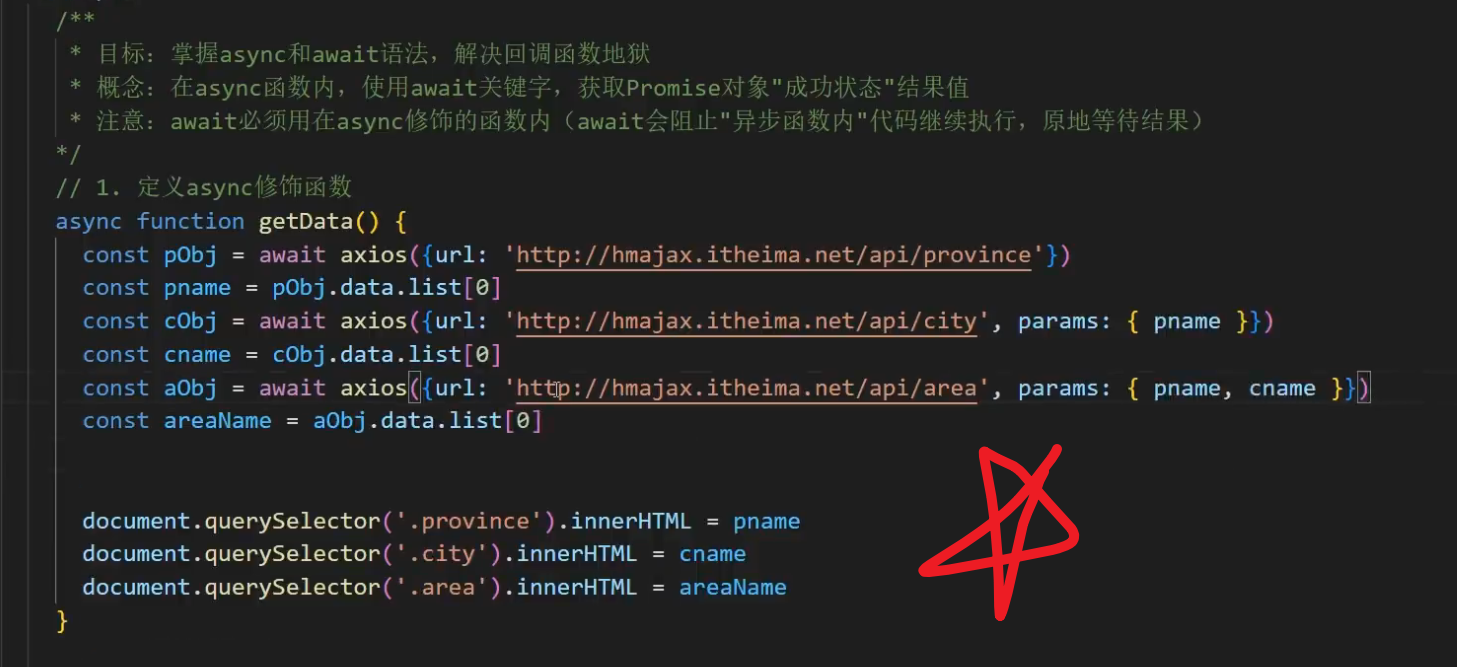 /**
* 目标：掌握async和await语法，解决回调函数地狱
* 概念：在async函数内，使用await关键字，获取Promise对象"成功状态"结果值
* 注意：await必须用在async修饰的函数内（await会阻止"异步函数内"代码继续执行，原地等待结果）
*/
// 1. 定义async修饰函数
async function getData() {
const pObj = await axios({url: 'http://hmajax.itheima.net/api/province'})
const pname = pObj.data.list[0]
const cObj = await axios({url: 'http://hmajax.itheima.net/api/city', params: { pname }})
const cname = cObj.data.list[0]
const aObj = await axios({url: 'http://hmajax.itheima.net/api/area', params: { pname, cname }})
const areaName = aObj.data.list[0]
document.querySelector('.province').innerHTML = pname
document.querySelector('.city').innerHTML = cname
document.querySelector('.area').innerHTML = areaName
}